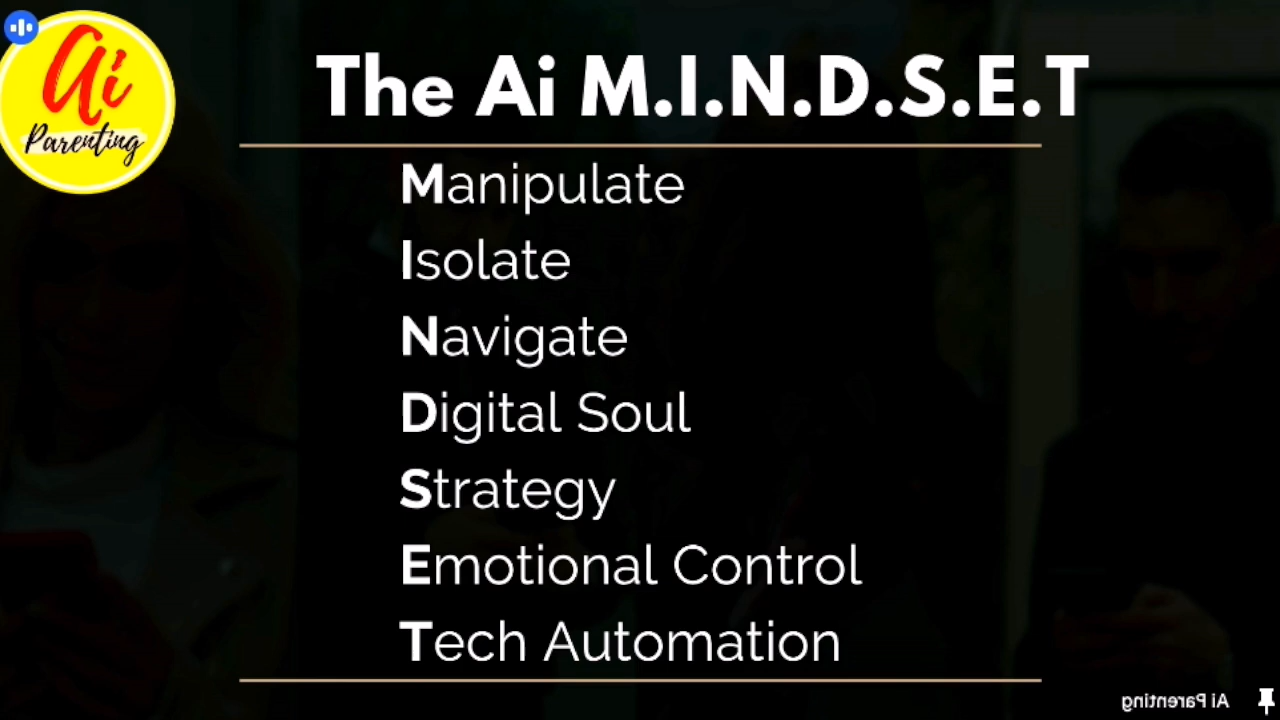 Ai
Parenting
The Ai M.I.N.D.S.E.T
Manipulate
Isolate
Navigate
Digital Soul
Strategy
Emotional Control
Tech Automation
Ai Parenting